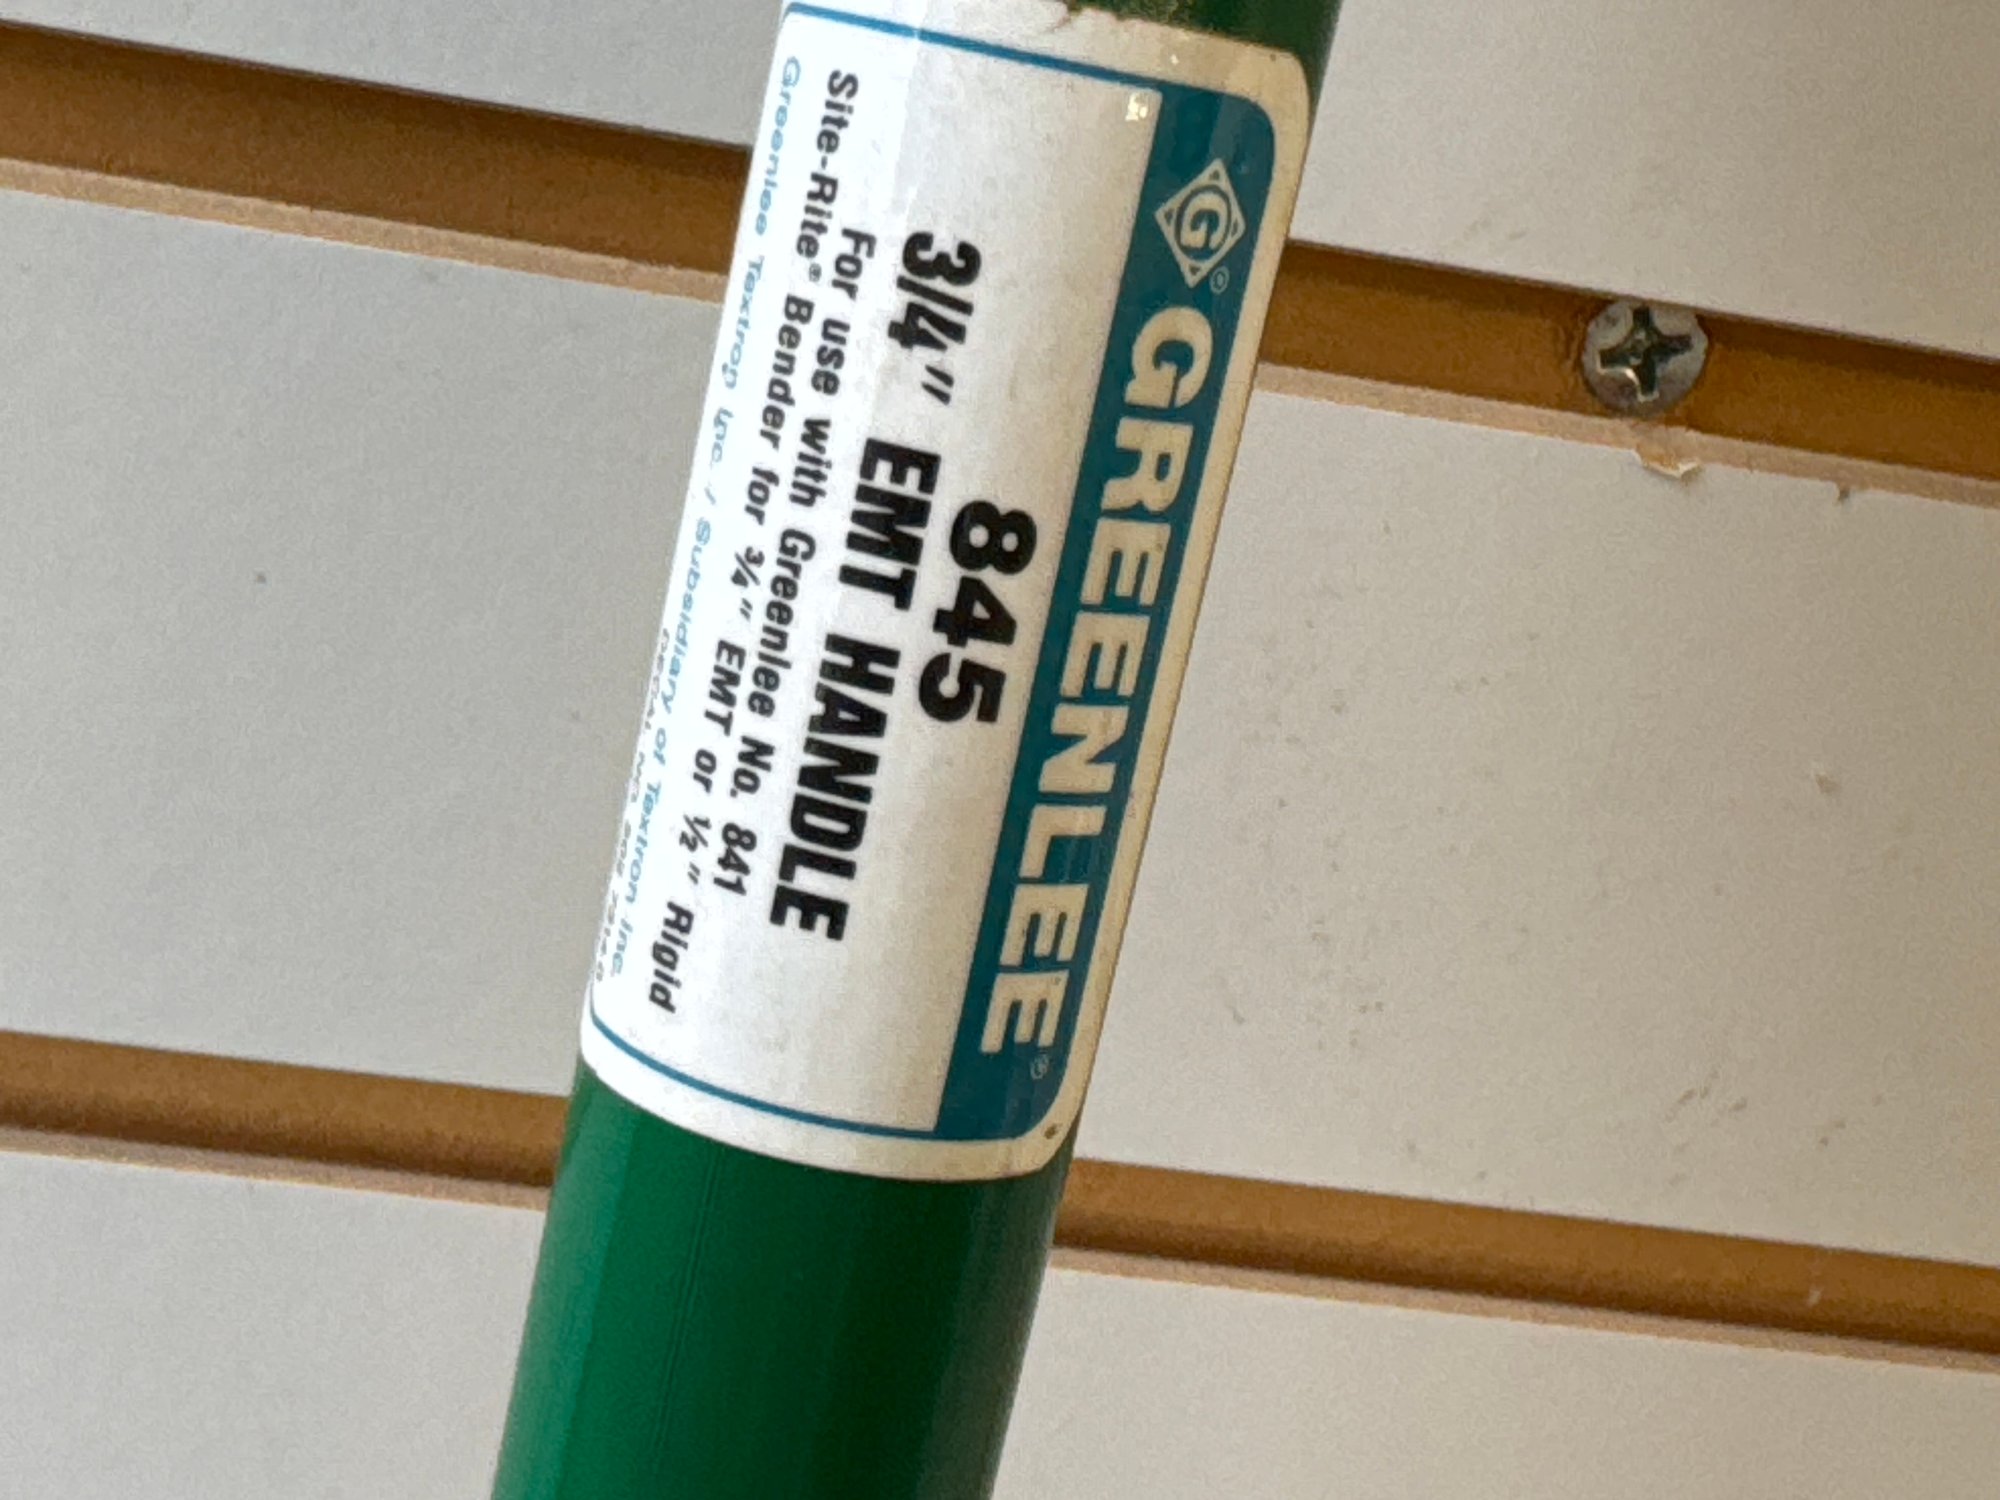 G® GREENLEE®
845
3/4" EMT HANDLE
For use with Greenlee No. 841
Site-Rite® Bender for 3/4" EMT or 1/2" Rigid
Greenlee Textron Inc. / Subsidiary of Textron Inc.